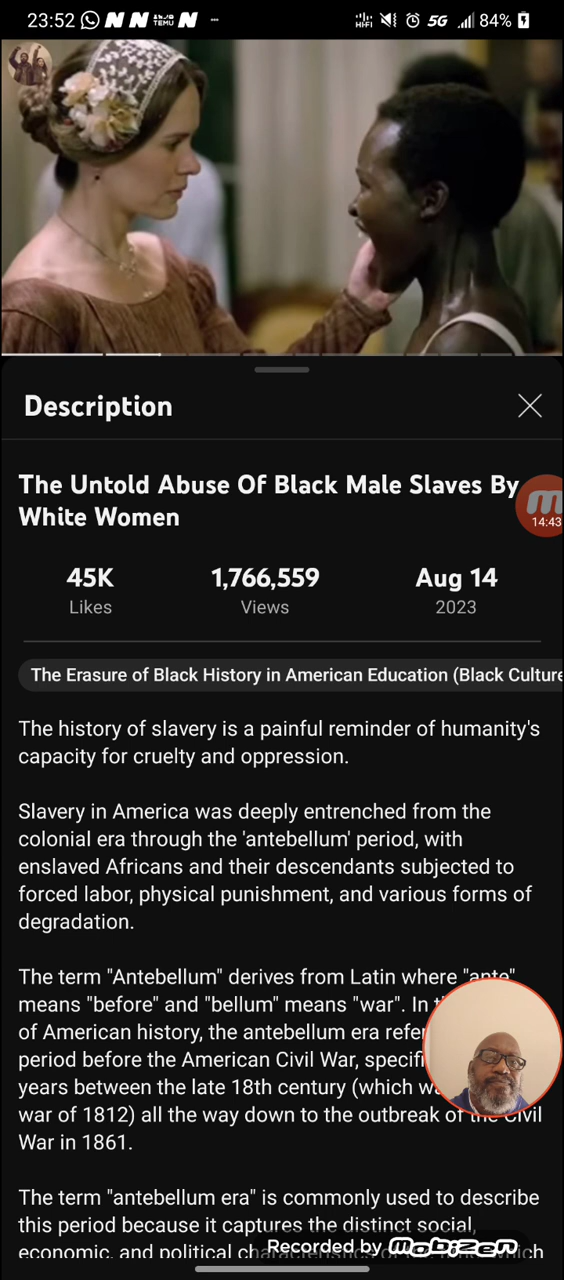 23:52
TEMU
HI-FI
5G
84%
Description
The Untold Abuse Of Black Male Slaves By
White Women
14:43
45K 1,766,559 Aug 14
Likes Views 2023
The Erasure of Black History in American Education (Black Culture
The history of slavery is a painful reminder of humanity's
capacity for cruelty and oppression.
Slavery in America was deeply entrenched from the
colonial era through the 'antebellum' period, with
enslaved Africans and their descendants subjected to
forced labor, physical punishment, and various forms of
degradation.
The term "Antebellum" derives from Latin where "ante"
means "before" and "bellum" means "war". In
of American history, the antebellum era
period before the American Civil War,
years between the late 18th century (which
war of 1812) all the way down to the outbreak of the Civil
War in 1861.
The term "antebellum era" is commonly used to describe
this period because it captures the distinct social,
economic, and political
Recorded by Mobizen